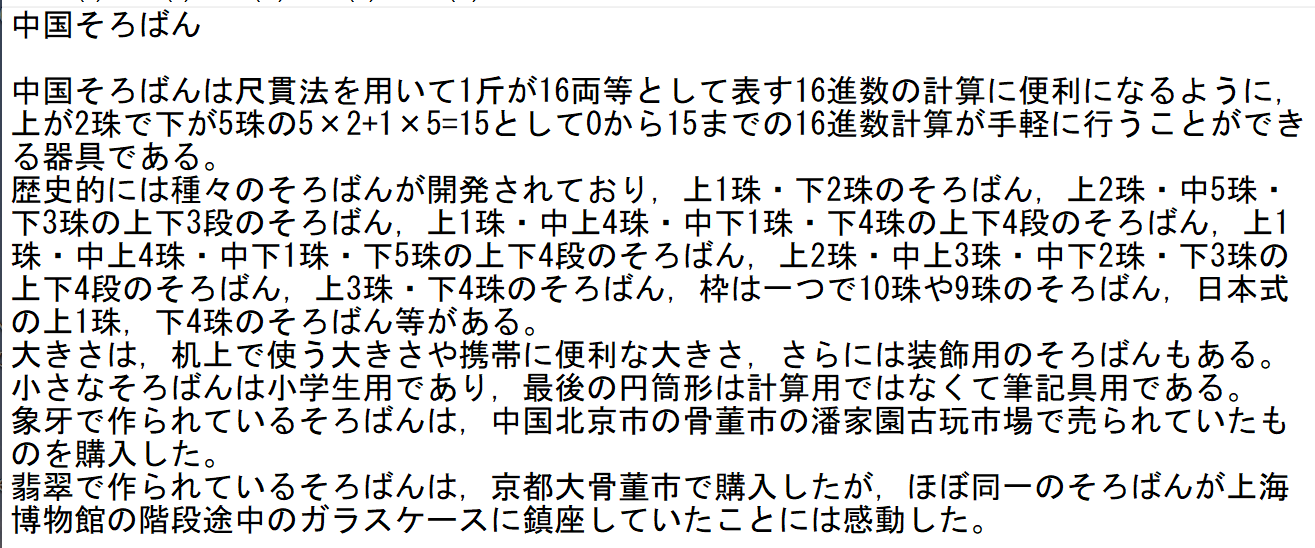 中国そろばん
中国そろばんは尺貫法を用いて1斤が16両等として表す16進数の計算に便利になるように，
上が2珠で下が5珠の5×2+1×5=15として0から15までの16進数計算が手軽に行うことができ
る器具である。
歴史的には種々のそろばんが開発されており，上1珠・下2珠のそろばん，上2珠・中5珠・
下3珠の上下3段のそろばん，上1珠・中上4珠・中下1珠・下4珠の上下4段のそろばん，上1
珠・中上4珠・中下1珠・下5珠の上下4段のそろばん，上2珠・中上3珠・中下2珠・下3珠の
上下4段のそろばん，上3珠・下4珠のそろばん，枠は一つで10珠や9珠のそろばん，日本式
の上1珠，下4珠のそろばん等がある。
大きさは，机上で使う大きさや携帯に便利な大きさ，さらには装飾用のそろばんもある。
小さなそろばんは小学生用であり，最後の円筒形は計算用ではなくて筆記具用である。
象牙で作られているそろばんは，中国北京市の骨董市の潘家園古玩市場で売られていたも
のを購入した。
翡翠で作られているそろばんは，京都大骨董市で購入したが，ほぼ同一のそろばんが上海
博物館の階段途中のガラスケースに鎮座していたことには感動した。